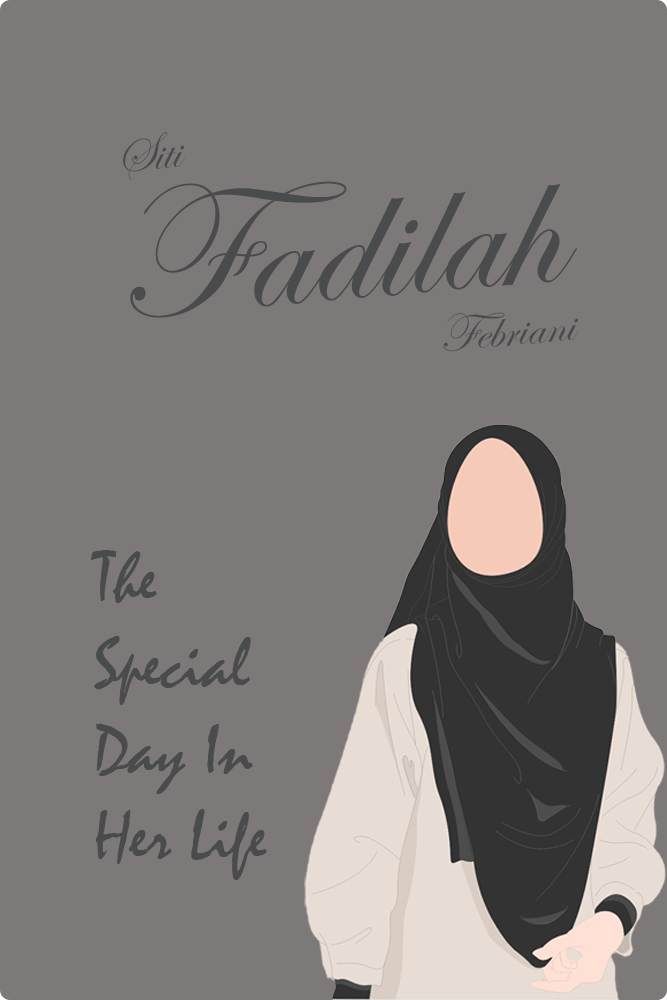 Siti
Fadilah
Febriani
The
Special
Day In
Her Life